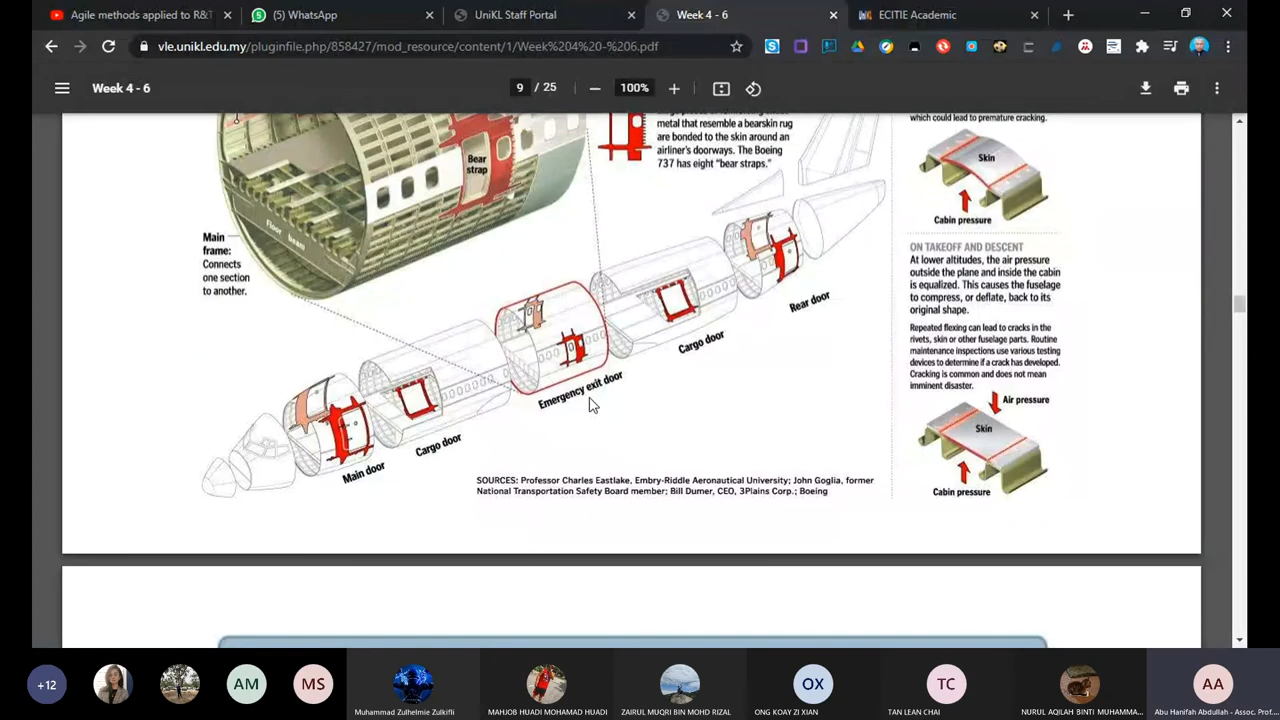 Agile methods applied to R&T
(5) WhatsApp
UniKL Staff Portal
Week 4 - 6
ECITIE Academic
vle.unikl.edu.my/pluginfile.php/858427/mod_resource/content/1/Week%204%20-%206.pdf
Week 4 - 6
9 / 25
100%
metal that resemble a bearskin rug
are bonded to the skin around an
airliner's doorways. The Boeing
737 has eight "bear straps."
Bear
strap
Floor beam
Main
frame:
Connects
one section
to another.
Main door
Cargo door
Emergency exit door
Cargo door
Rear door
SOURCES: Professor Charles Eastlake, Embry-Riddle Aeronautical University; John Goglia, former
National Transportation Safety Board member; Bill Dumer, CEO, 3Plains Corp.; Boeing
which could lead to premature cracking.
Skin
Cabin pressure
ON TAKEOFF AND DESCENT
At lower altitudes, the air pressure
outside the plane and inside the cabin
is equalized. This causes the fuselage
to compress, or deflate, back to its
original shape.
Repeated flexing can lead to cracks in the
rivets, skin or other fuselage parts. Routine
maintenance inspections use various testing
devices to determine if a crack has developed.
Cracking is common and does not mean
imminent disaster.
Air pressure
Skin
Cabin pressure
+12
AM
MS
Muhammad Zulhelmie Zulkifli
MAHJOB HUADI MOHAMAD HUADI
ZAIRUL MUQRI BIN MOHD RIZAL
OX
ONG KOAY ZI XIAN
TC
TAN LEAN CHAI
NURUL AQILAH BINTI MUHAMMA...
AA
Abu Hanifah Abdullah - Assoc. Prof...